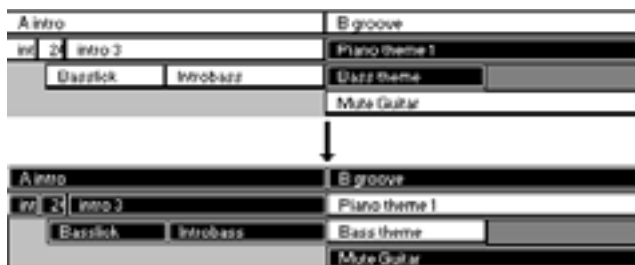 A intro B groove
int 2 intro 3 Piano theme 1
Basslick Introbass Bass theme
Mute Guitar
A intro B groove
int 2 intro 3 Piano theme 1
Basslick Introbass Bass theme
Mute Guitar